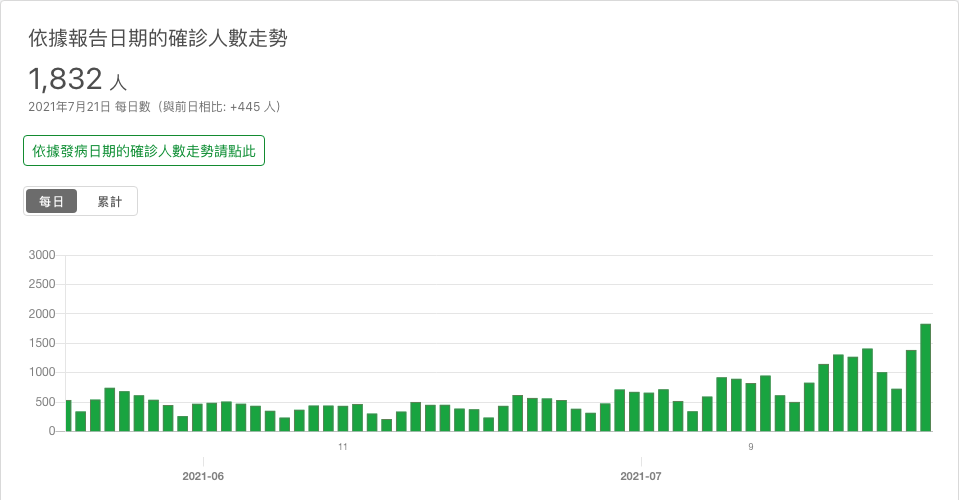 依據報告日期的確診人數走勢
1,832 人
2021年7月21日 每日數（與前日相比: +445 人）
依據發病日期的確診人數走勢請點此
每日 累計
3000
2500
2000
1500
1000
500
0
11 9
2021-06 2021-07